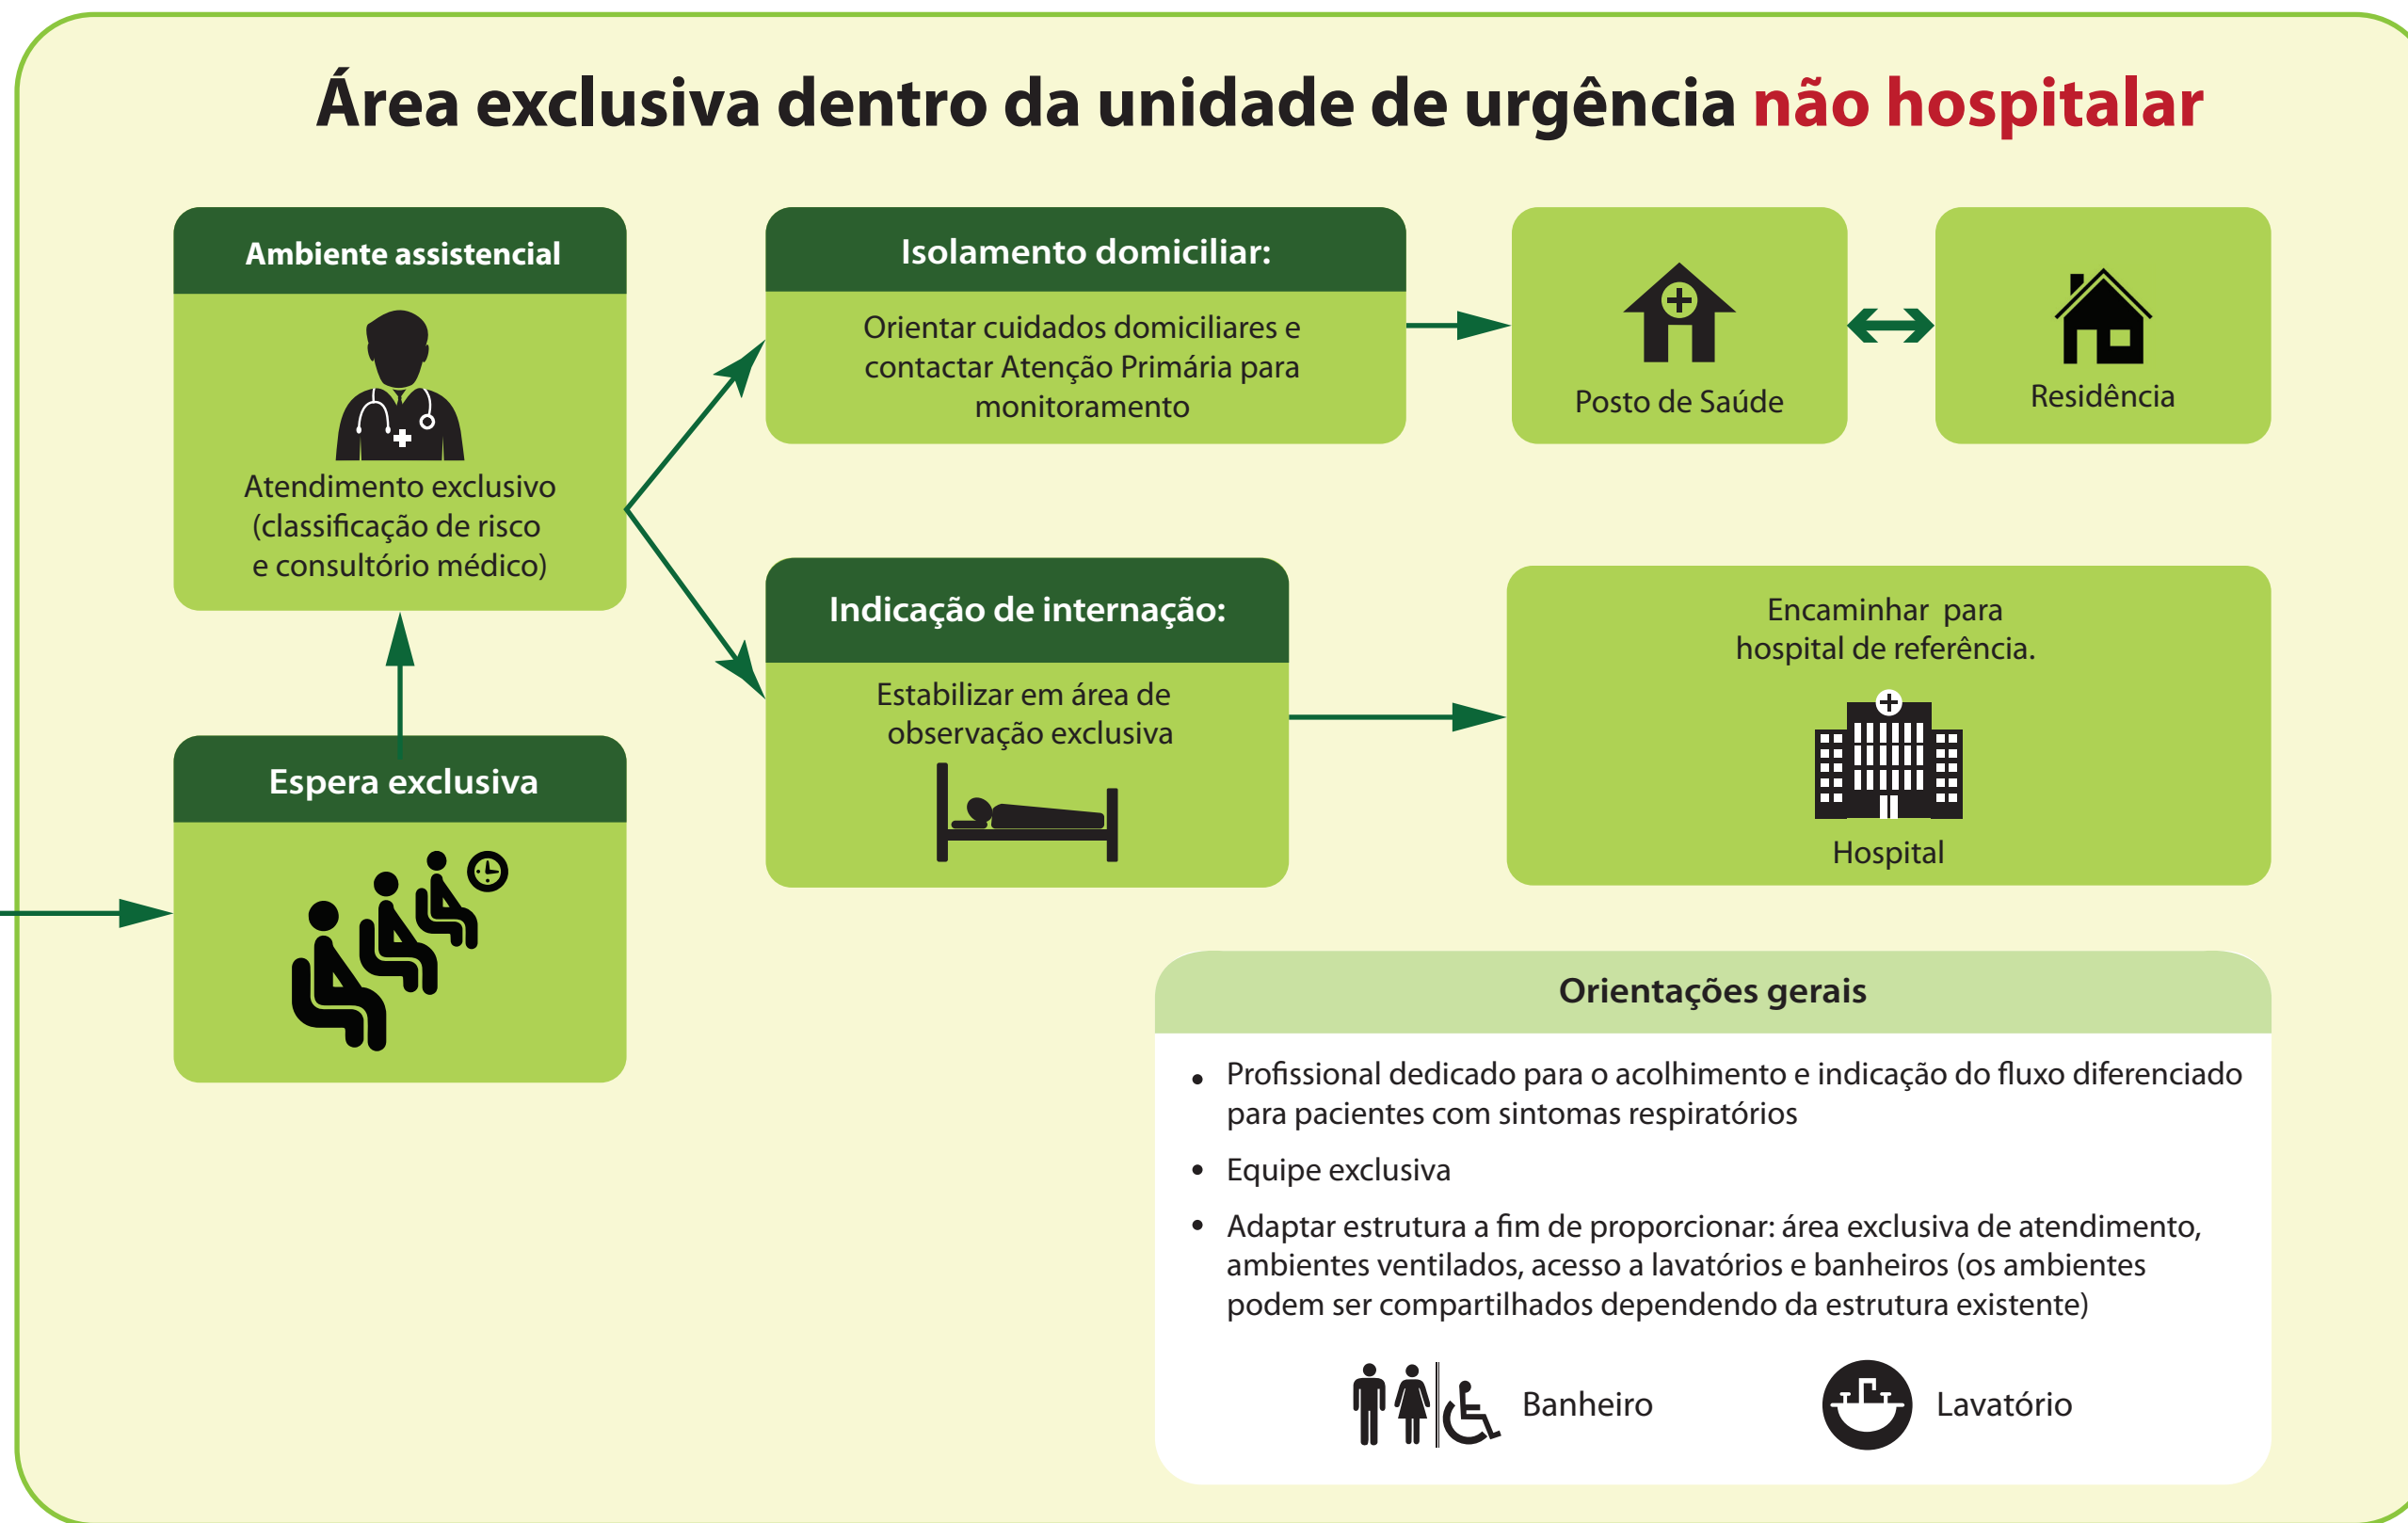 Área exclusiva dentro da unidade de urgência não hospitalar
Ambiente assistencial
Atendimento exclusivo
(classificação de risco
e consultório médico)
Isolamento domiciliar:
Orientar cuidados domiciliares e
contactar Atenção Primária para
monitoramento
Posto de Saúde
Residência
Espera exclusiva
Indicação de internação:
Estabilizar em área de
observação exclusiva
Encaminhar para
hospital de referência.
Hospital
Orientações gerais
• Profissional dedicado para o acolhimento e indicação do fluxo diferenciado
para pacientes com sintomas respiratórios
• Equipe exclusiva
• Adaptar estrutura a fim de proporcionar: área exclusiva de atendimento,
ambientes ventilados, acesso a lavatórios e banheiros (os ambientes
podem ser compartilhados dependendo da estrutura existente)
Banheiro
Lavatório